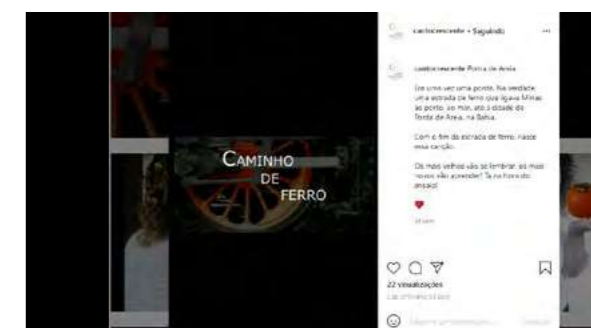 CAMINHO
DE
FERRO
cantocrescente • Seguindo
cantocrescente Ponta de Areia
Era uma vez uma ponte. Na verdade,
uma estrada de ferro que ligava Minas
ao porto, ao mar, até a cidade de
Ponta de Areia, na Bahia.
Com o fim da estrada de ferro, nasce
essa canção.
Os mais velhos vão se lembrar, os mais
novos vão aprender! Tá na hora do
ensaio!
22 visualizações